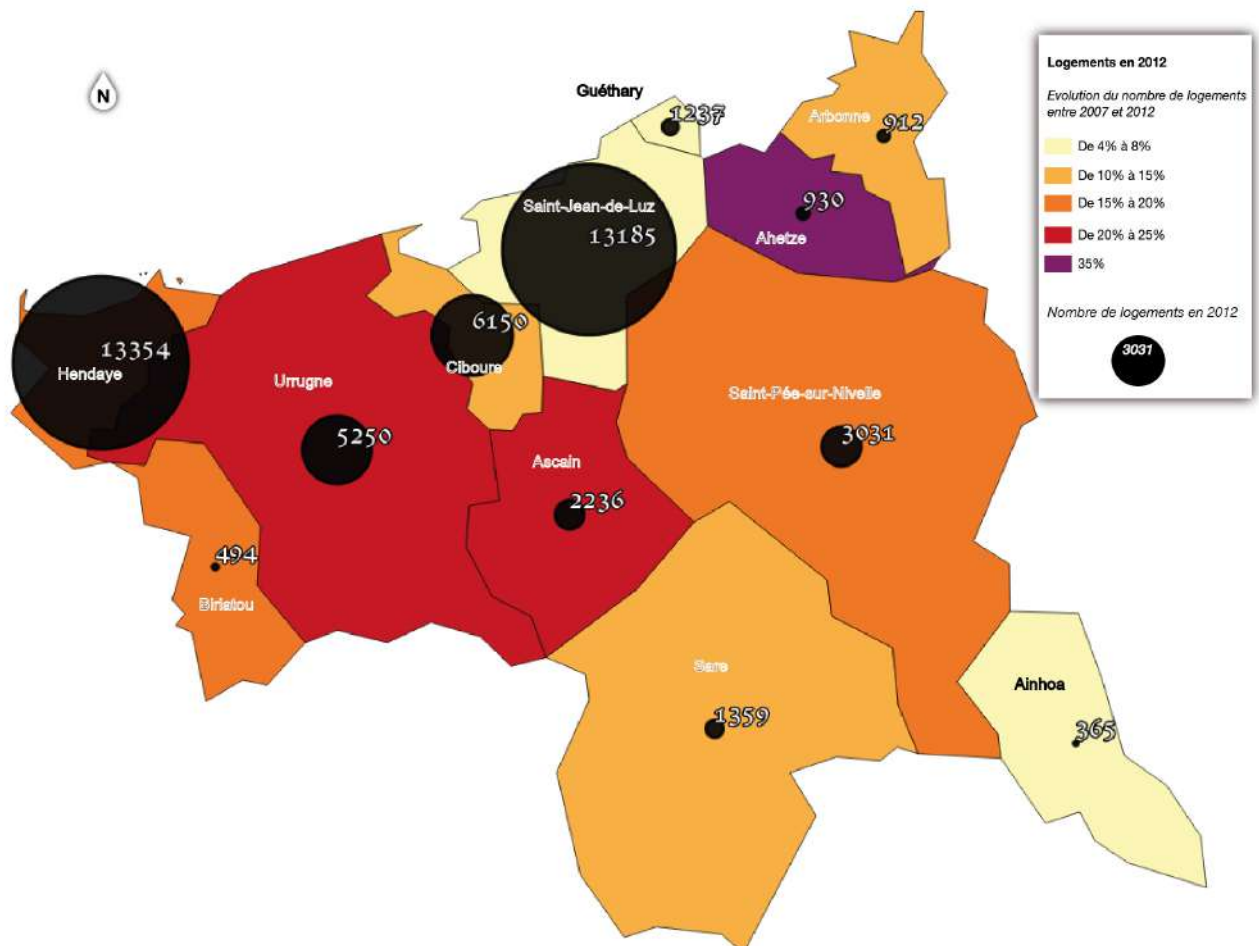 N
Guéthary
1237
Arbonne
912
Saint-Jean-de-Luz
13185
930
Ahetze
6150
Ciboure
13354
Hendaye
Urrugne
5250
Saint-Pée-sur-Nivelle
3031
Ascain
2236
494
Biriatou
Sare
1359
Ainhoa
365
Logements en 2012
Evolution du nombre de logements
entre 2007 et 2012
De 4% à 8%
De 10% à 15%
De 15% à 20%
De 20% à 25%
35%
Nombre de logements en 2012
3031